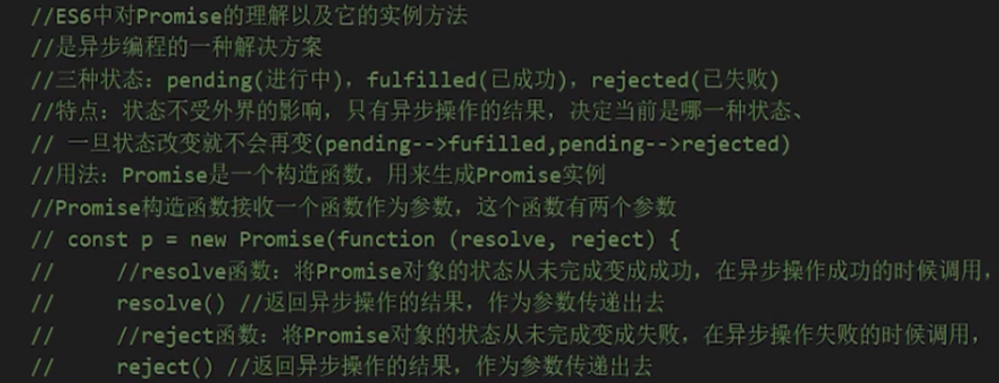 //ES6中对Promise的理解以及它的实例方法
//是异步编程的一种解决方案
//三种状态：pending(进行中)，fulfilled(已成功)，rejected(已失败)
//特点：状态不受外界的影响，只有异步操作的结果，决定当前是哪一种状态、
// 一旦状态改变就不会再变(pending-->fufilled,pending-->rejected)
//用法：Promise是一个构造函数，用来生成Promise实例
//Promise构造函数接收一个函数作为参数，这个函数有两个参数
// const p = new Promise(function (resolve, reject) {
//     //resolve函数：将Promise对象的状态从未完成变成成功，在异步操作成功的时候调用，
//     resolve() //返回异步操作的结果，作为参数传递出去
//     //reject函数：将Promise对象的状态从未完成变成失败，在异步操作失败的时候调用，
//     reject() //返回异步操作的结果，作为参数传递出去